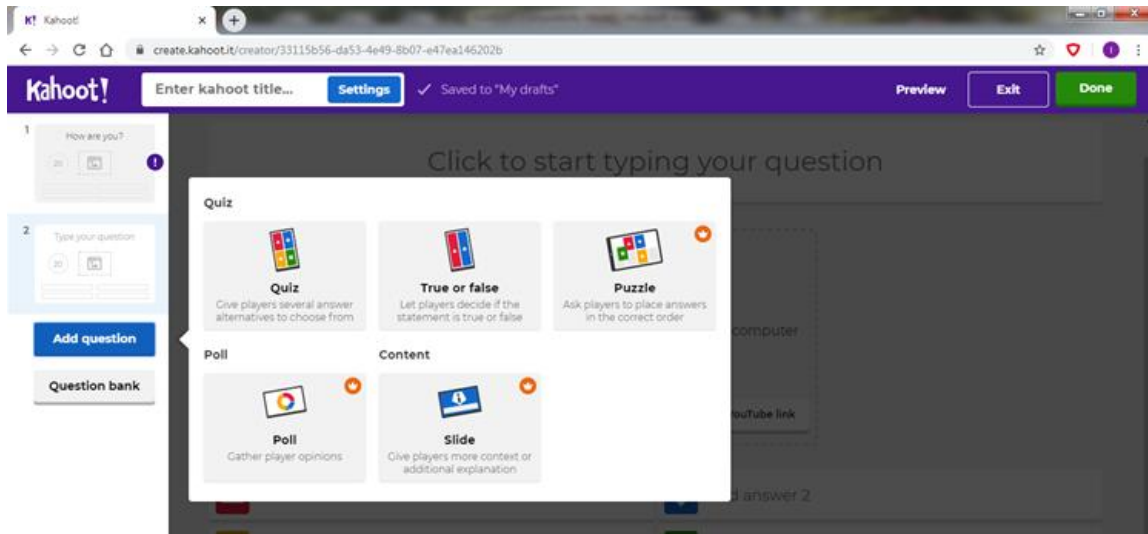 K! Kahoot!
create.kahoot.it/creator/33115b56-da53-4e49-8b07-e47ea146202b
Kahoot!
Enter kahoot title...
Settings
Saved to "My drafts"
Preview
Exit
Done
1
How are you?
20
Click to start typing your question
2
Type your question
20
Add question
Question bank
Quiz
Quiz
Give players several answer
alternatives to choose from
True or false
Let players decide if the
statement is true or false
Puzzle
Ask players to place answers
in the correct order
Poll
Content
Poll
Gather player opinions
Slide
Give players more context or
additional explanation
computer
YouTube link
answer 2